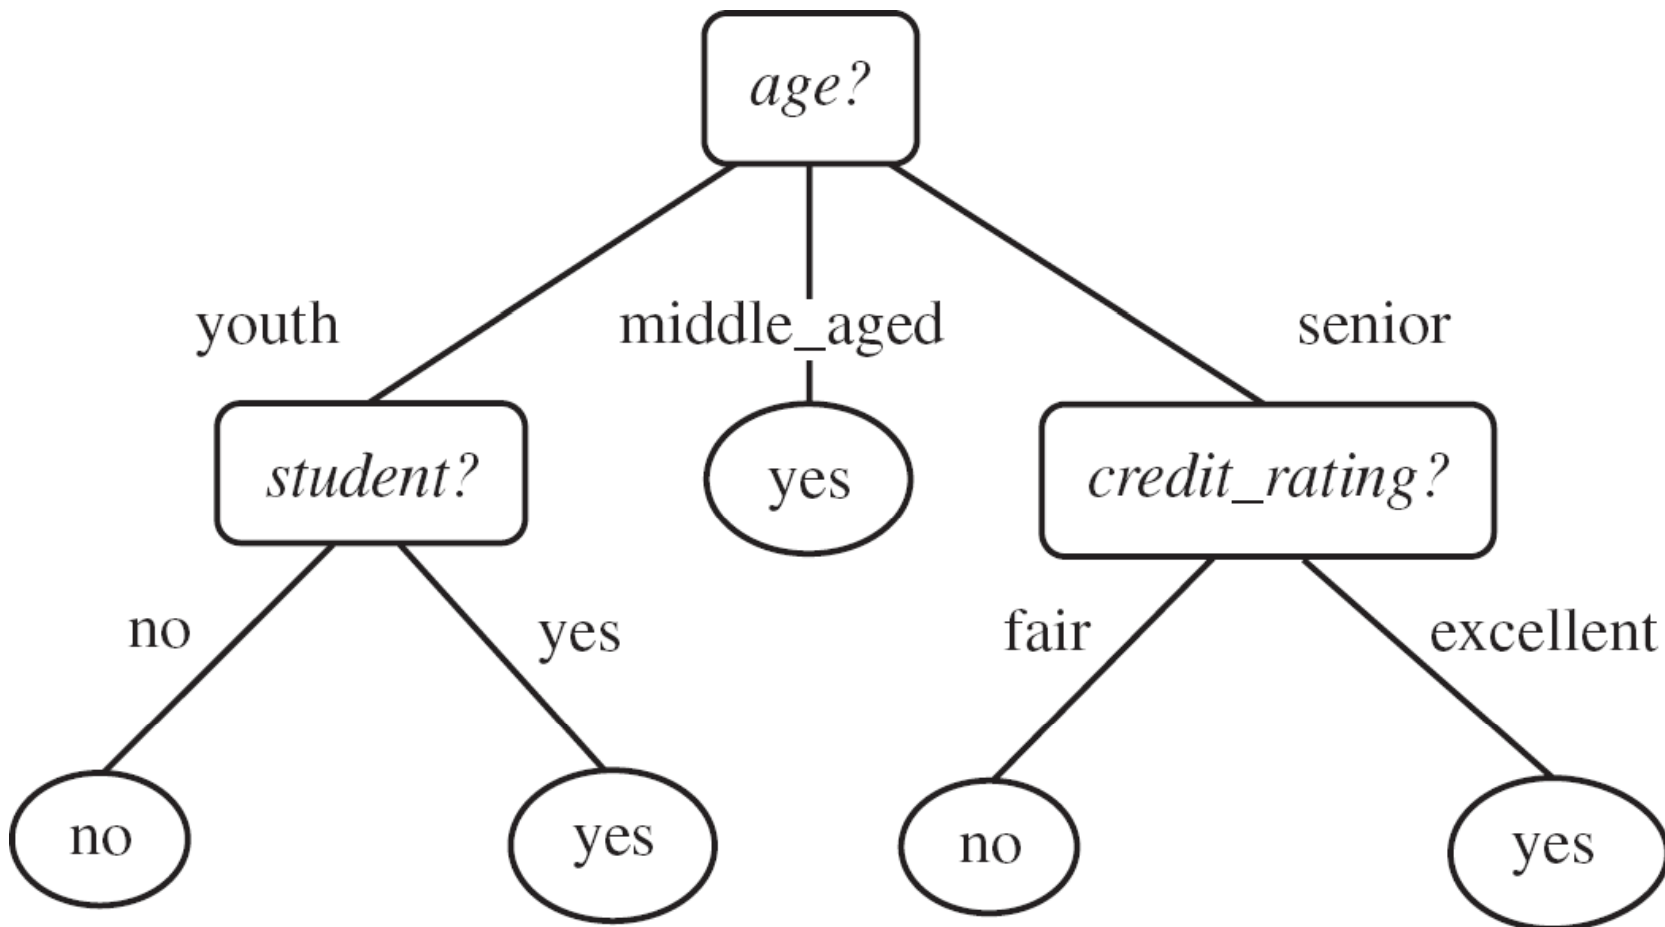 age?
youth
middle_aged
senior
student?
yes
credit_rating?
no
yes
fair
excellent
no
yes
no
yes